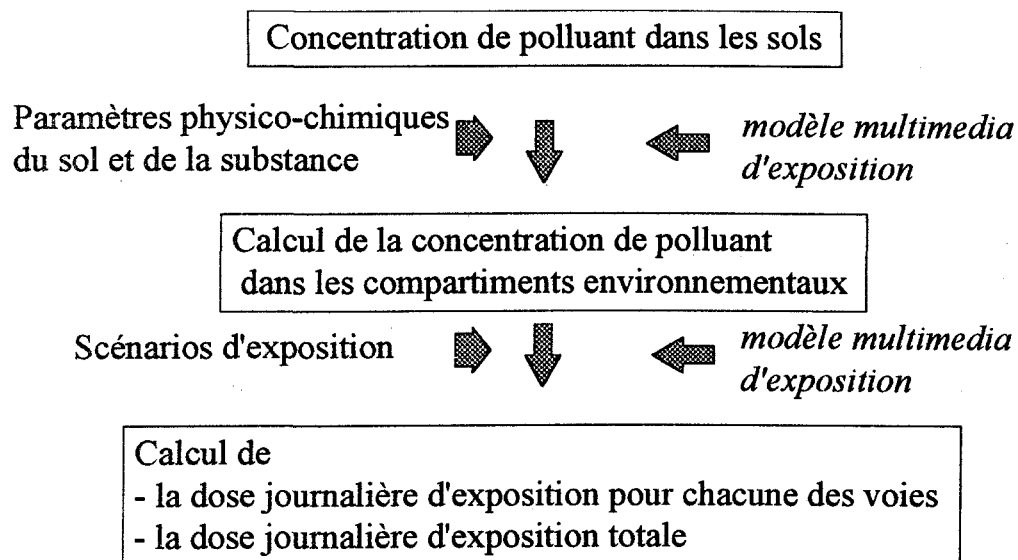 Concentration de polluant dans les sols
Paramètres physico-chimiques
du sol et de la substance
modèle multimedia
d'exposition
Calcul de la concentration de polluant
dans les compartiments environnementaux
Scénarios d'exposition
modèle multimedia
d'exposition
Calcul de
- la dose journalière d'exposition pour chacune des voies
- la dose journalière d'exposition totale